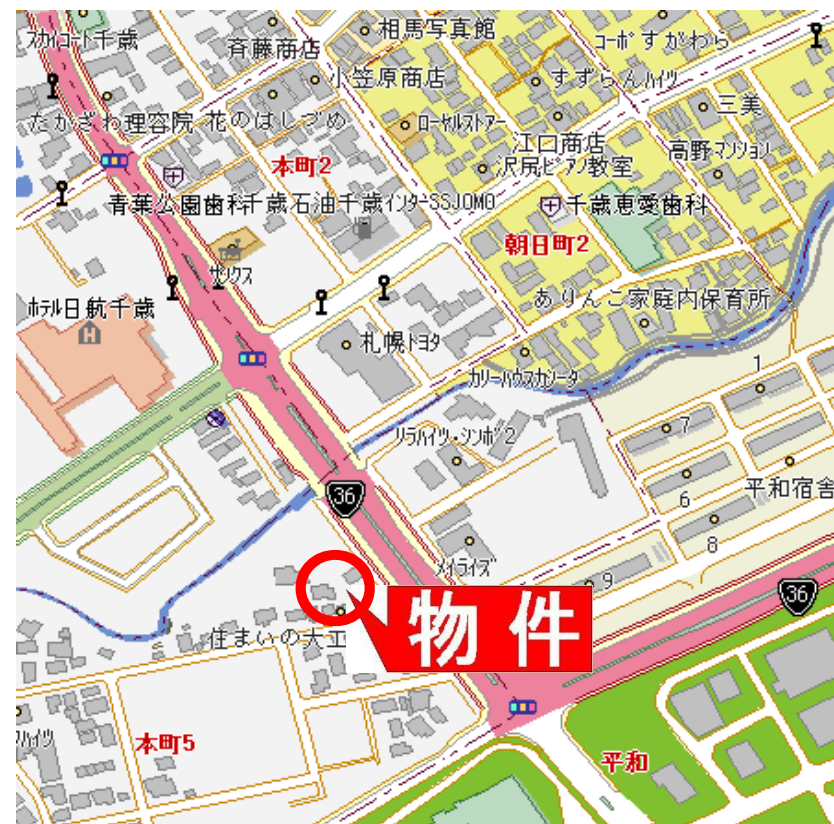 相馬写真館
スカイコート千歳
斉藤商店
コーポすがわら
小笠原商店
すずらんハイツ
三美
たかざわ理容院
花のはしづめ
ローヤルストアー
江口商店
高野マンション
本町2
沢尻ピアノ教室
青葉公園歯科
千歳石油千歳インターSSJOMO
千歳恵愛歯科
朝日町2
サンクス
ホテル日航千歳
H
ありんこ家庭内保育所
札幌トヨタ
カリーハウスカジータ
1
リラハイツ・シンボ2
7
36
6
平和宿舎
8
メイライズ
9
36
物件
住まいの大工
本町5
平和